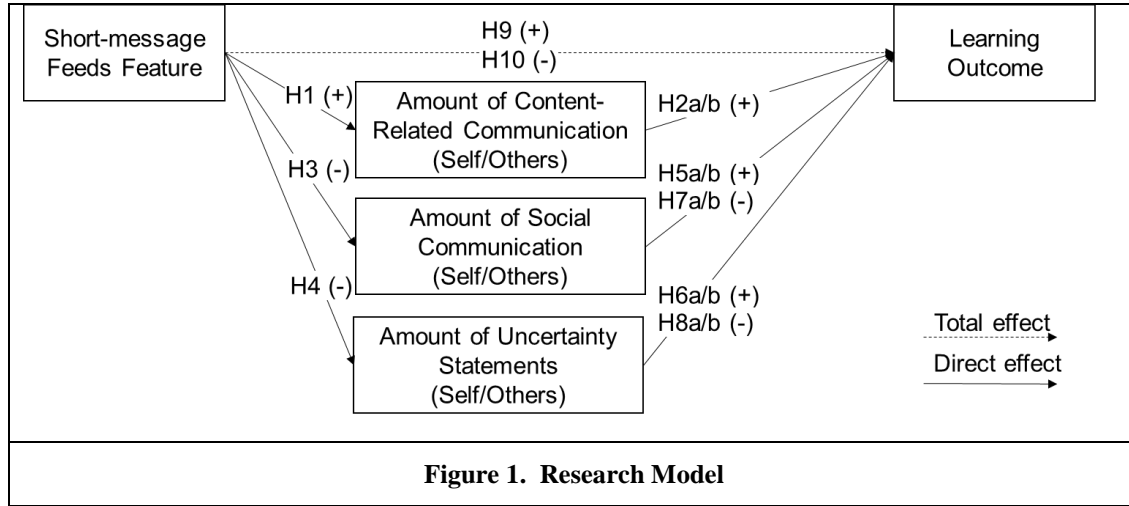 Short-message
Feeds Feature
H9 (+)
H10 (-)
Learning
Outcome
H1 (+)
Amount of Content-
Related Communication
(Self/Others)
H2a/b (+)
H3 (-)
Amount of Social
Communication
(Self/Others)
H5a/b (+)
H7a/b (-)
H4 (-)
Amount of Uncertainty
Statements
(Self/Others)
H6a/b (+)
H8a/b (-)
Total effect
Direct effect
Figure 1. Research Model